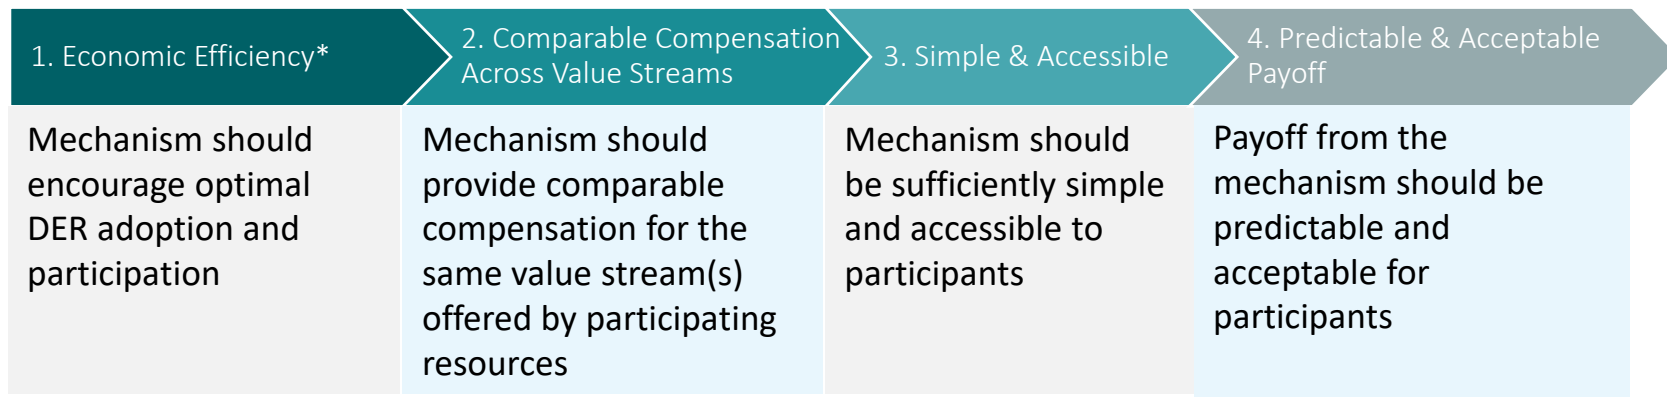 1. Economic Efficiency*
Mechanism should
encourage optimal
DER adoption and
participation
2. Comparable Compensation
Across Value Streams
Mechanism should
provide comparable
compensation for the
same value stream(s)
offered by participating
resources
3. Simple & Accessible
Mechanism should
be sufficiently simple
and accessible to
participants
4. Predictable & Acceptable
Payoff
Payoff from the
mechanism should be
predictable and
acceptable for
participants